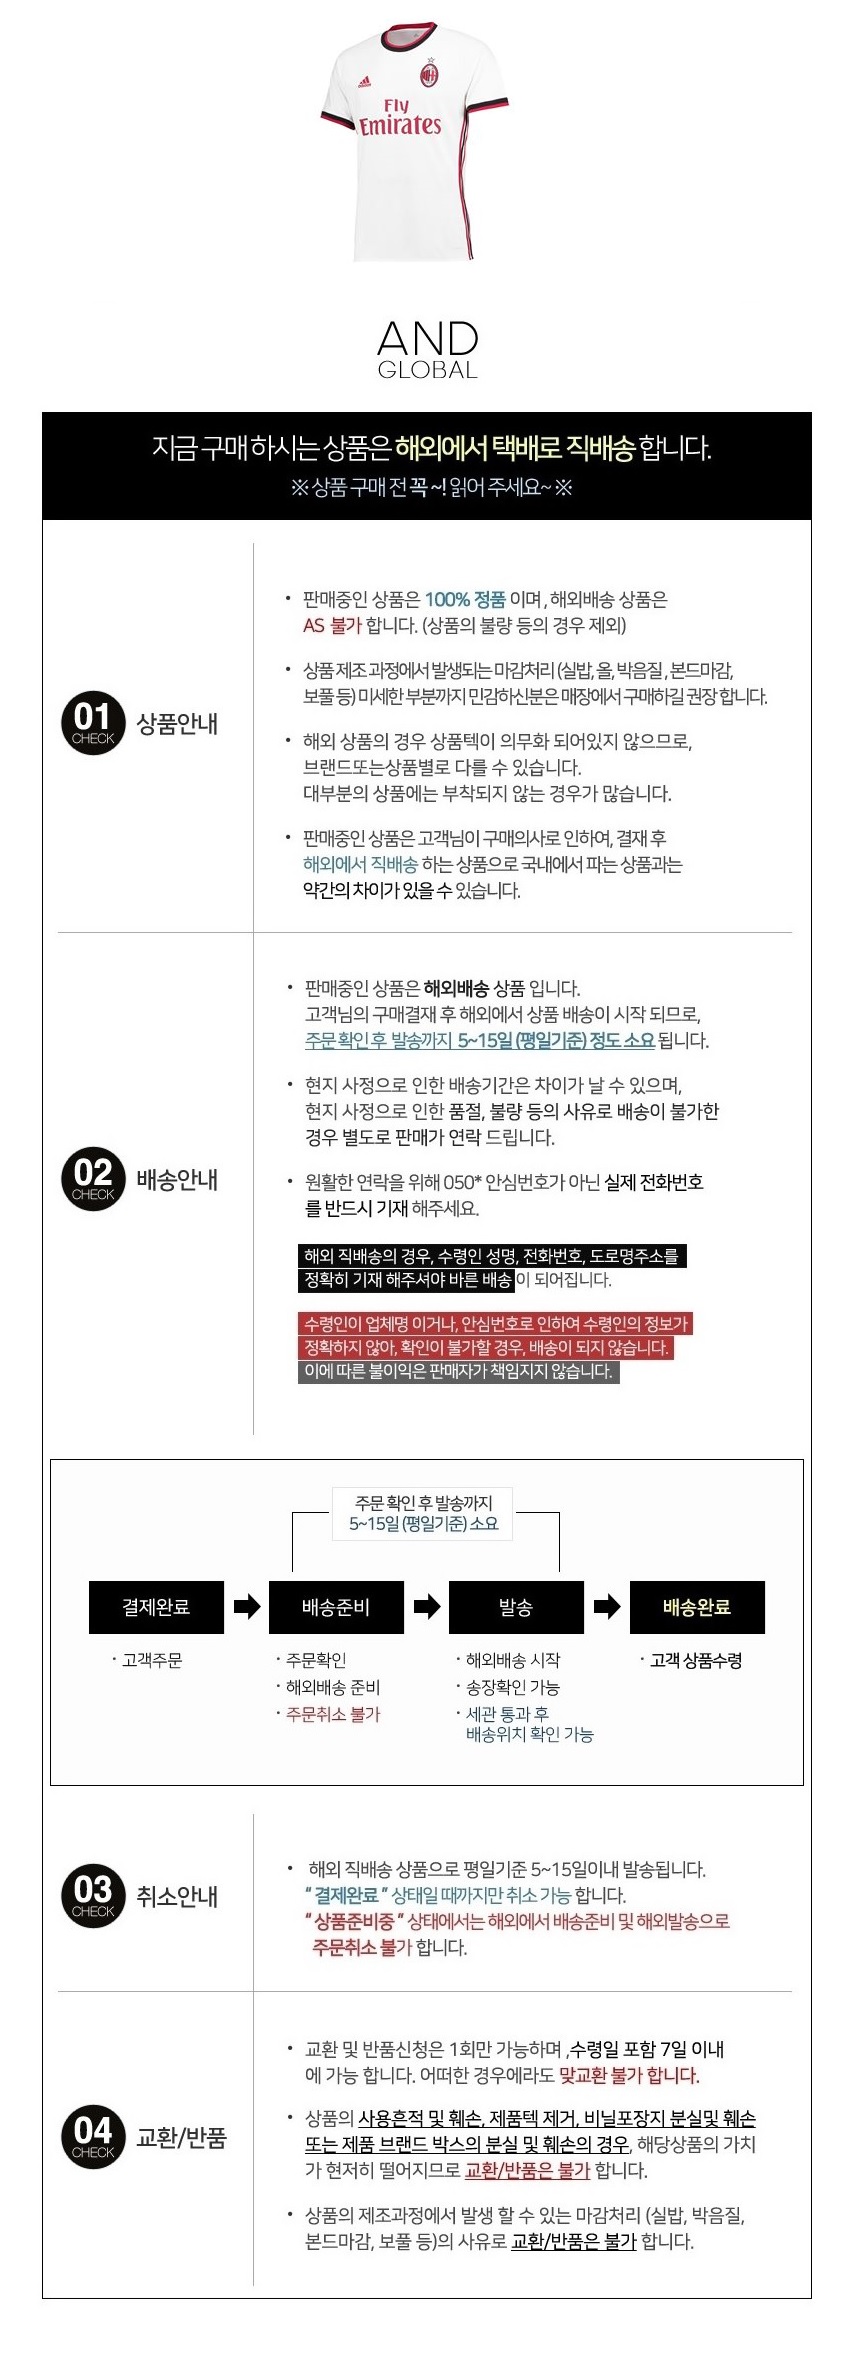 adidas
Fly
Emirates
AND
GLOBAL
지금 구매 하시는 상품은 해외에서 택배로 직배송 합니다.
※ 상품 구매 전 꼭 ~! 읽어 주세요~ ※
01
CHECK
상품안내
• 판매중인 상품은 100% 정품 이며 , 해외배송 상품은
AS 불가 합니다. (상품의 불량 등의 경우 제외)
• 상품 제조 과정에서 발생되는 마감처리 (실밥, 올, 박음질 , 본드마감,
보풀 등) 미세한 부분까지 민감하신분은 매장에서 구매하길 권장 합니다.
• 해외 상품의 경우 상품텍이 의무화 되어있지 않으므로,
브랜드또는상품별로 다를 수 있습니다.
대부분의 상품에는 부착되지 않는 경우가 많습니다.
• 판매중인 상품은 고객님이 구매의사로 인하여, 결재 후
해외에서 직배송 하는 상품으로 국내에서 파는 상품과는
약간의 차이가 있을 수 있습니다.
02
CHECK
배송안내
• 판매중인 상품은 해외배송 상품 입니다.
고객님의 구매결재 후 해외에서 상품 배송이 시작 되므로,
주문 확인 후 발송까지 5~15일 (평일기준) 정도 소요 됩니다.
• 현지 사정으로 인한 배송기간은 차이가 날 수 있으며,
현지 사정으로 인한 품절, 불량 등의 사유로 배송이 불가한
경우 별도로 판매가 연락 드립니다.
• 원활한 연락을 위해 050* 안심번호가 아닌 실제 전화번호
를 반드시 기재 해주세요.
해외 직배송의 경우, 수령인 성명, 전화번호, 도로명주소를
정확히 기재 해주셔야 바른 배송이 되어집니다.
수령인이 업체명 이거나, 안심번호로 인하여 수령인의 정보가
정확하지 않아, 확인이 불가할 경우, 배송이 되지 않습니다.
이에 따른 불이익은 판매자가 책임지지 않습니다.
주문 확인 후 발송까지
5~15일 (평일기준) 소요
결제완료 배송준비 발송 배송완료
· 고객주문 · 주문확인 · 해외배송 시작 · 고객 상품수령
· 해외배송 준비 · 송장확인 가능
· 주문취소 불가 · 세관 통과 후
배송위치 확인 가능
03
CHECK
취소안내
• 해외 직배송 상품으로 평일기준 5~15일이내 발송됩니다.
“ 결제완료 ” 상태일 때까지만 취소 가능 합니다.
“ 상품준비중 ” 상태에서는 해외에서 배송준비 및 해외발송으로
주문취소 불가 합니다.
04
CHECK
교환/반품
• 교환 및 반품신청은 1회만 가능하며 ,수령일 포함 7일 이내
에 가능 합니다. 어떠한 경우에라도 맞교환 불가 합니다.
• 상품의 사용흔적 및 훼손, 제품텍 제거, 비닐포장지 분실및 훼손
또는 제품 브랜드 박스의 분실 및 훼손의 경우, 해당상품의 가치
가 현저히 떨어지므로 교환/반품은 불가 합니다.
• 상품의 제조과정에서 발생 할 수 있는 마감처리 (실밥, 박음질,
본드마감, 보풀 등)의 사유로 교환/반품은 불가 합니다.